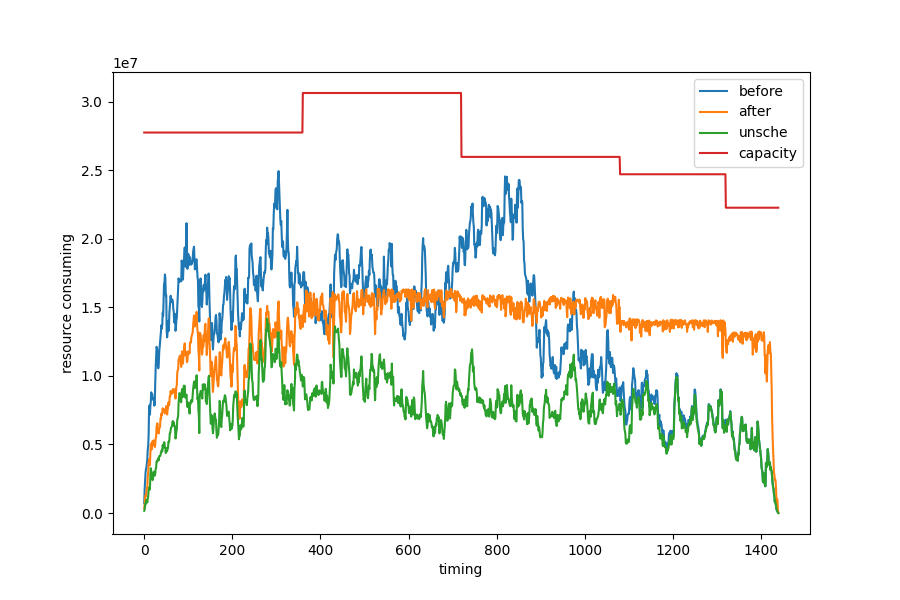 1e7
3.0
2.5
2.0
1.5
1.0
0.5
0.0
resource consuming
before
after
unsche
capacity
0 200 400 600 800 1000 1200 1400
timing